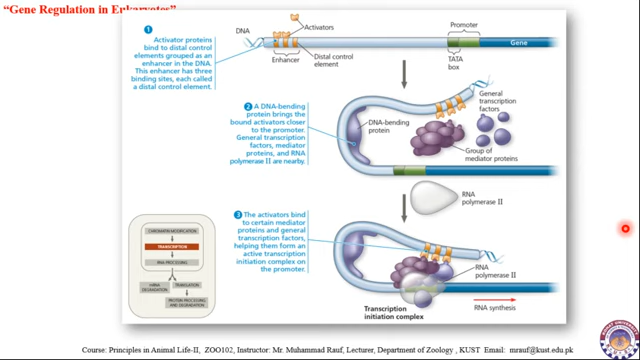 “Gene Regulation in Eukaryotes”
1
Activator proteins
bind to distal control
elements grouped as an
enhancer in the DNA.
This enhancer has three
binding sites, each called
a distal control element.
DNA
Activators
Enhancer
Distal control
element
Promoter
TATA
box
Gene
2 A DNA-bending
protein brings the
bound activators closer
to the promoter.
General transcription
factors, mediator
proteins, and RNA
polymerase II are nearby.
DNA-bending
protein
General
transcription
factors
Group of
mediator proteins
RNA
polymerase II
3 The activators bind
to certain mediator
proteins and general
transcription factors,
helping them form an
active transcription
initiation complex on
the promoter.
CHROMATIN MODIFICATION
TRANSCRIPTION
RNA PROCESSING
mRNA
DEGRADATION
TRANSLATION
PROTEIN PROCESSING
AND DEGRADATION
RNA
polymerase II
Transcription
initiation complex
RNA synthesis
Course: Principles in Animal Life-II, ZOO102, Instructor: Mr. Muhammad Rauf, Lecturer, Department of Zoology, KUST Email: mrauf@kust.edu.pk